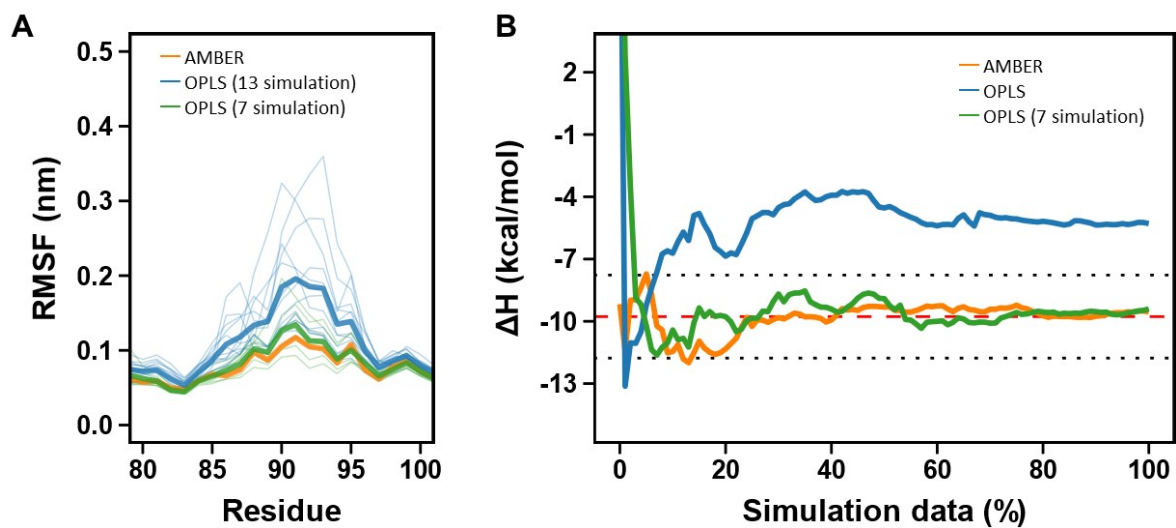 A
0.5
0.4
0.3
0.2
0.1
0.0
RMSF (nm)
AMBER
OPLS (13 simulation)
OPLS (7 simulation)
80
85
90
95
100
Residue
B
2
-1
-4
-7
-10
-13
ΔH (kcal/mol)
AMBER
OPLS
OPLS (7 simulation)
0
20
40
60
80
100
Simulation data (%)